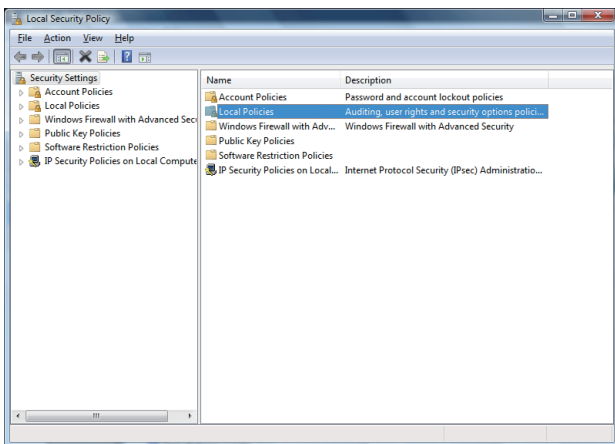 Local Security Policy
File Action View Help
Security Settings
Account Policies
Local Policies
Windows Firewall with Advanced Secu
Public Key Policies
Software Restriction Policies
IP Security Policies on Local Compute
Name Description
Account Policies Password and account lockout policies
Local Policies Auditing, user rights and security options polici...
Windows Firewall with Adv... Windows Firewall with Advanced Security
Public Key Policies
Software Restriction Policies
IP Security Policies on Local... Internet Protocol Security (IPsec) Administratio...